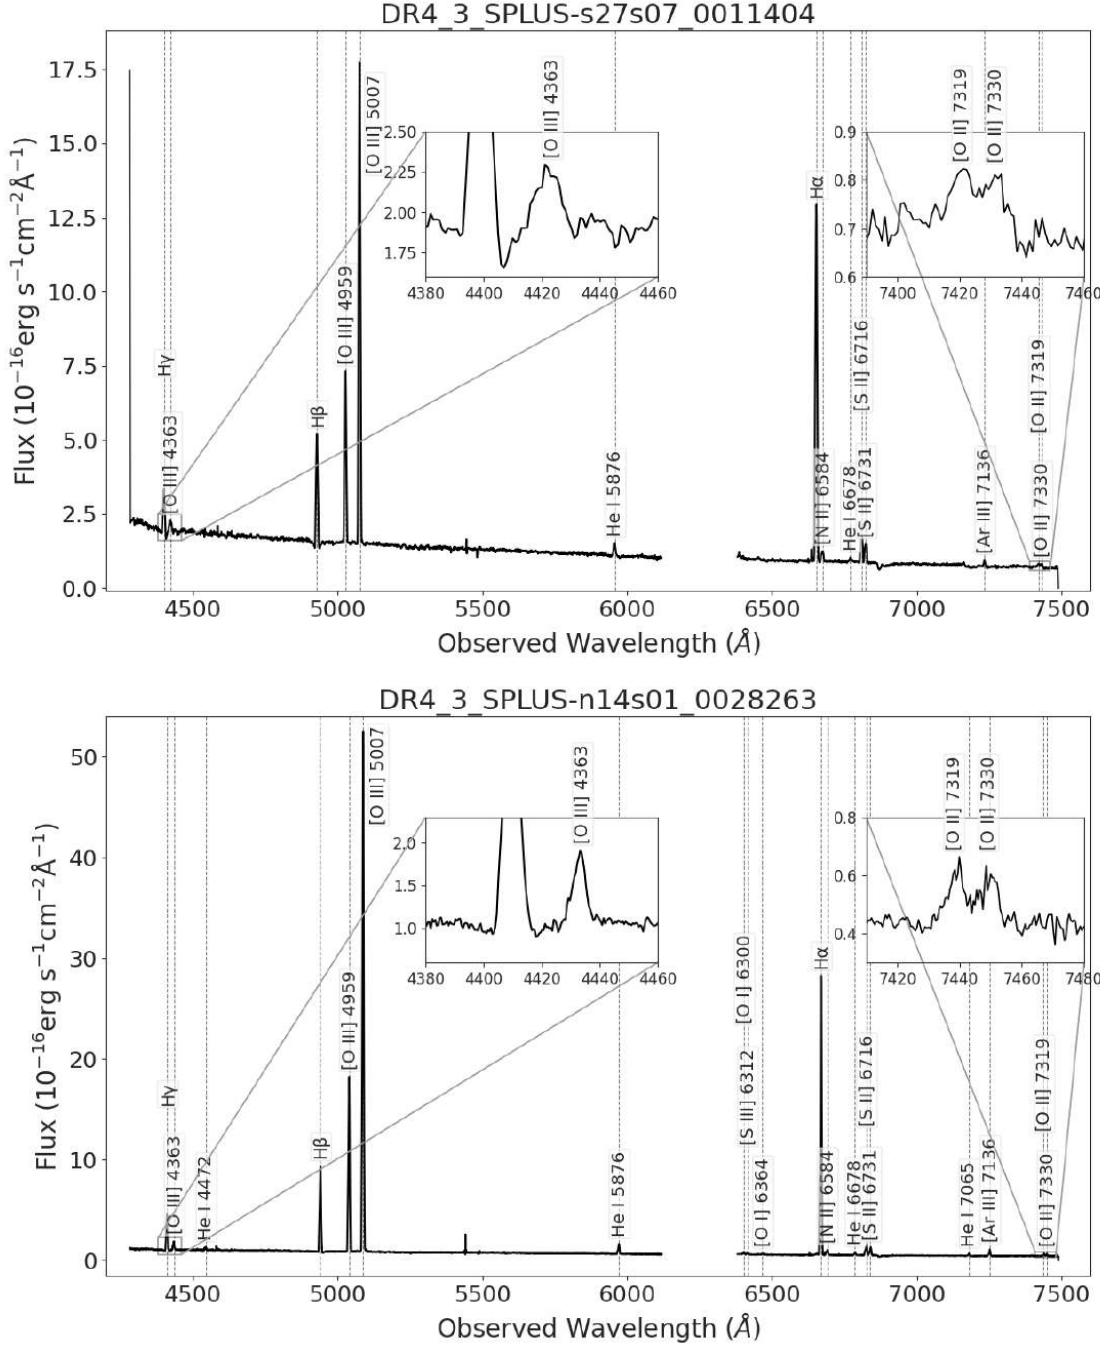 DR4_3_SPLUS-s27s07_0011404
Flux (10⁻¹⁶erg s⁻¹cm⁻²Å⁻¹)
17.5
15.0
12.5
10.0
7.5
5.0
2.5
0.0
Hγ
[O III] 4363
Hβ
[O III] 4959
[O III] 5007
2.50
2.25
2.00
1.75
[O III] 4363
4380
4400
4420
4440
4460
He I 5876
Hα
[N II] 6584
He I 6678
[S II] 6716
[S II] 6731
[Ar III] 7136
[O II] 7319
[O II] 7330
0.9
0.8
0.7
0.6
[O II] 7319
[O II] 7330
7400
7420
7440
7460
4500
5000
5500
6000
6500
7000
7500
Observed Wavelength (Å)
DR4_3_SPLUS-n14s01_0028263
Flux (10⁻¹⁶erg s⁻¹cm⁻²Å⁻¹)
50
40
30
20
10
0
Hγ
[O III] 4363
He I 4472
Hβ
[O III] 4959
[O III] 5007
2.0
1.5
1.0
[O III] 4363
4380
4400
4420
4440
4460
He I 5876
[O I] 6300
[S III] 6312
[O I] 6364
Hα
[N II] 6584
He I 6678
[S II] 6716
[S II] 6731
He I 7065
[Ar III] 7136
[O II] 7319
[O II] 7330
0.8
0.6
0.4
[O II] 7319
[O II] 7330
7420
7440
7460
7480
4500
5000
5500
6000
6500
7000
7500
Observed Wavelength (Å)